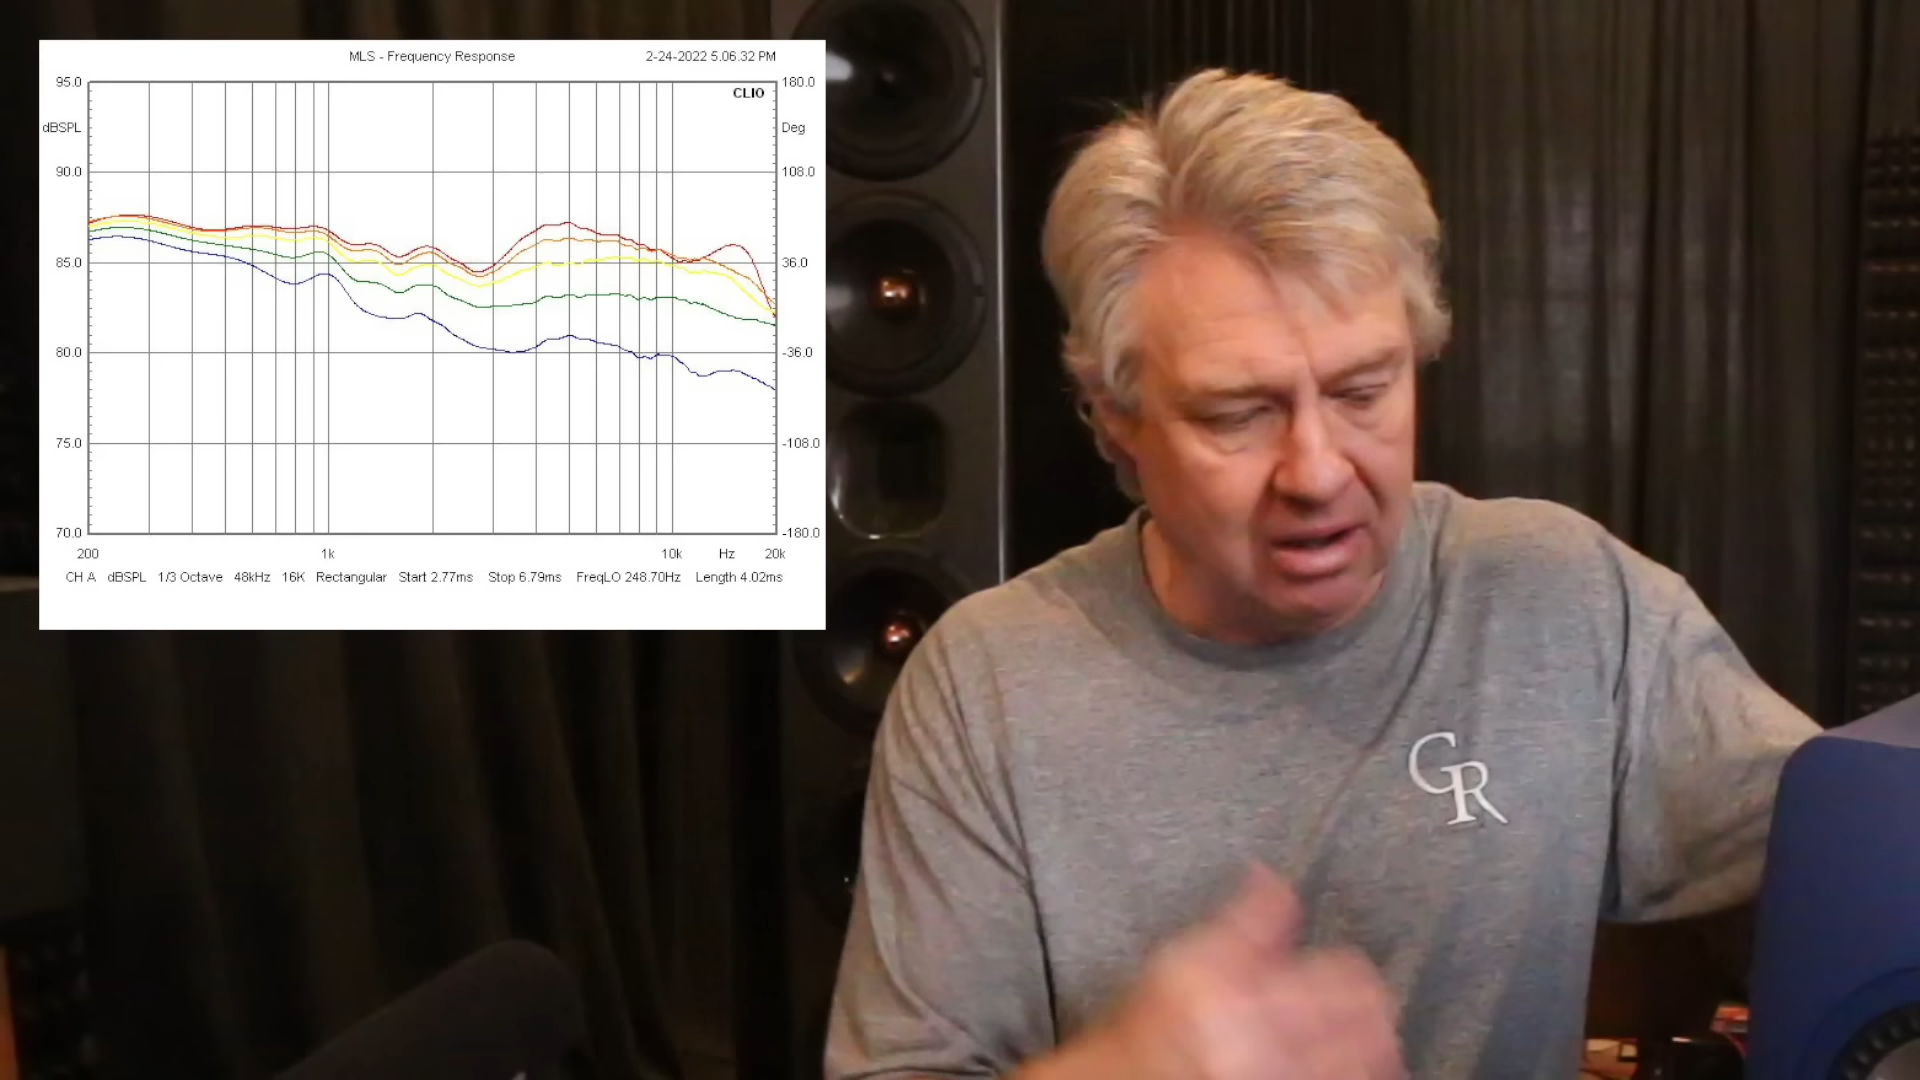 MLS - Frequency Response 2-24-2022 5.06.32 PM
95.0 180.0
CLIO
dBSPL Deg
90.0 108.0
85.0 36.0
80.0 -36.0
75.0 -108.0
70.0 -180.0
200 1k 10k Hz 20k
CH A dBSPL 1/3 Octave 48kHz 16K Rectangular Start 2.77ms Stop 6.79ms FreqLO 248.70Hz Length 4.02ms
GR